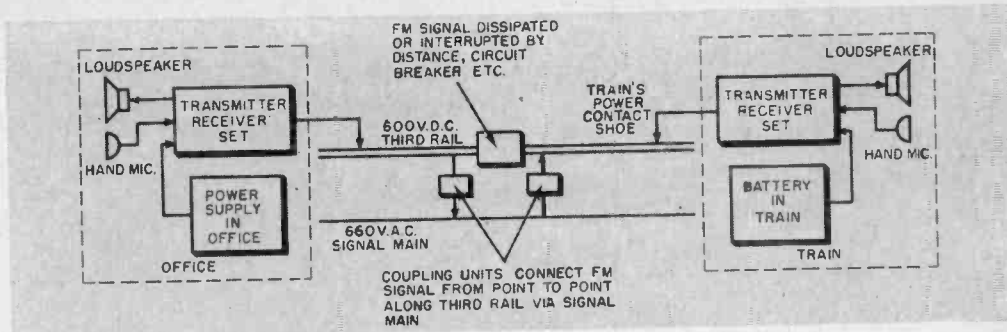 LOUDSPEAKER
TRANSMITTER
RECEIVER
SET
HAND MIC.
POWER
SUPPLY
IN
OFFICE
OFFICE
FM SIGNAL DISSIPATED
OR INTERRUPTED BY
DISTANCE, CIRCUIT
BREAKER ETC.
600V.D.C.
THIRD RAIL
TRAIN'S
POWER
CONTACT
SHOE
660V.A.C.
SIGNAL MAIN
COUPLING UNITS CONNECT FM
SIGNAL FROM POINT TO POINT
ALONG THIRD RAIL VIA SIGNAL
MAIN
LOUDSPEAKER
TRANSMITTER
RECEIVER
SET
HAND MIC.
BATTERY
IN
TRAIN
TRAIN